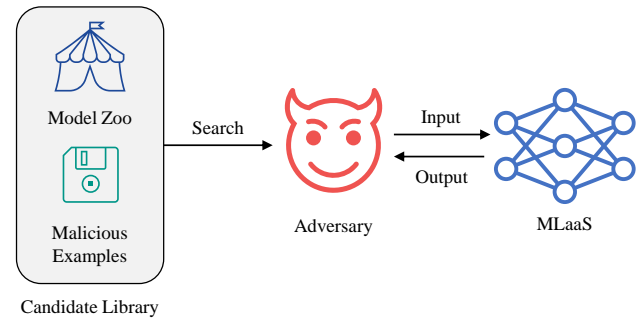 Model Zoo
Malicious
Examples
Candidate Library
Search
Adversary
Input
Output
MLaaS